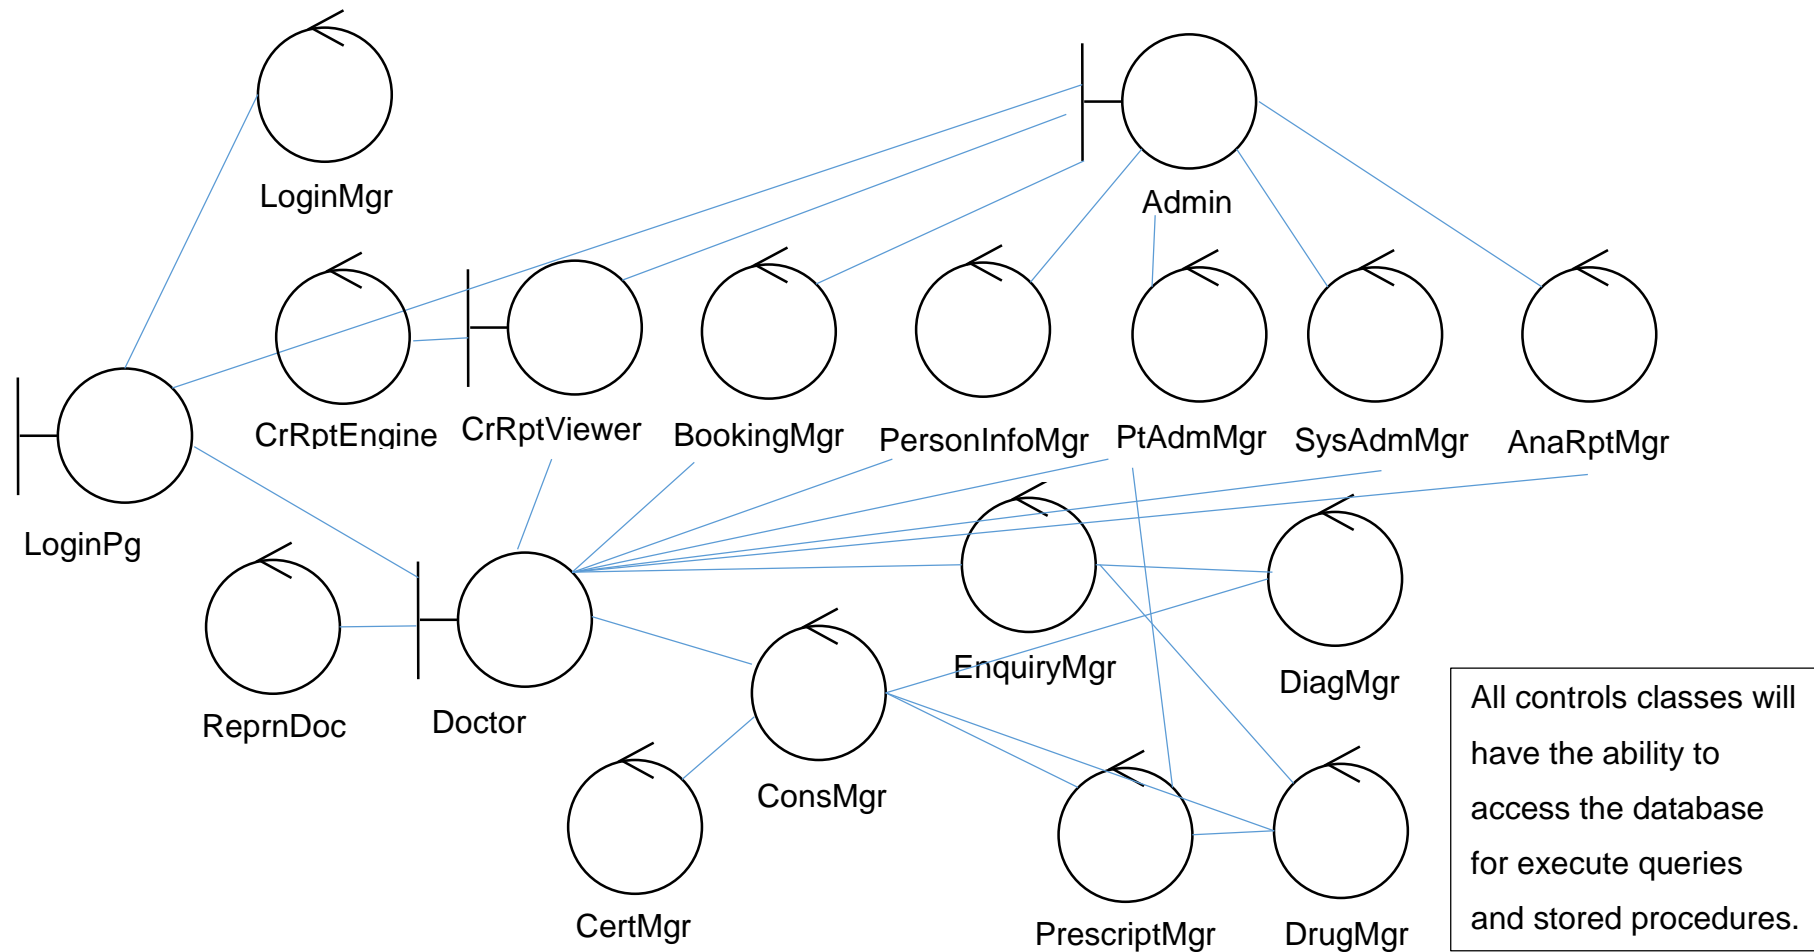 LoginMgr
Admin
CrRptEngine
CrRptViewer
BookingMgr
PersonInfoMgr
PtAdmMgr
SysAdmMgr
AnaRptMgr
LoginPg
ReprnDoc
Doctor
EnquiryMgr
DiagMgr
ConsMgr
CertMgr
PrescriptMgr
DrugMgr
All controls classes will
have the ability to
access the database
for execute queries
and stored procedures.